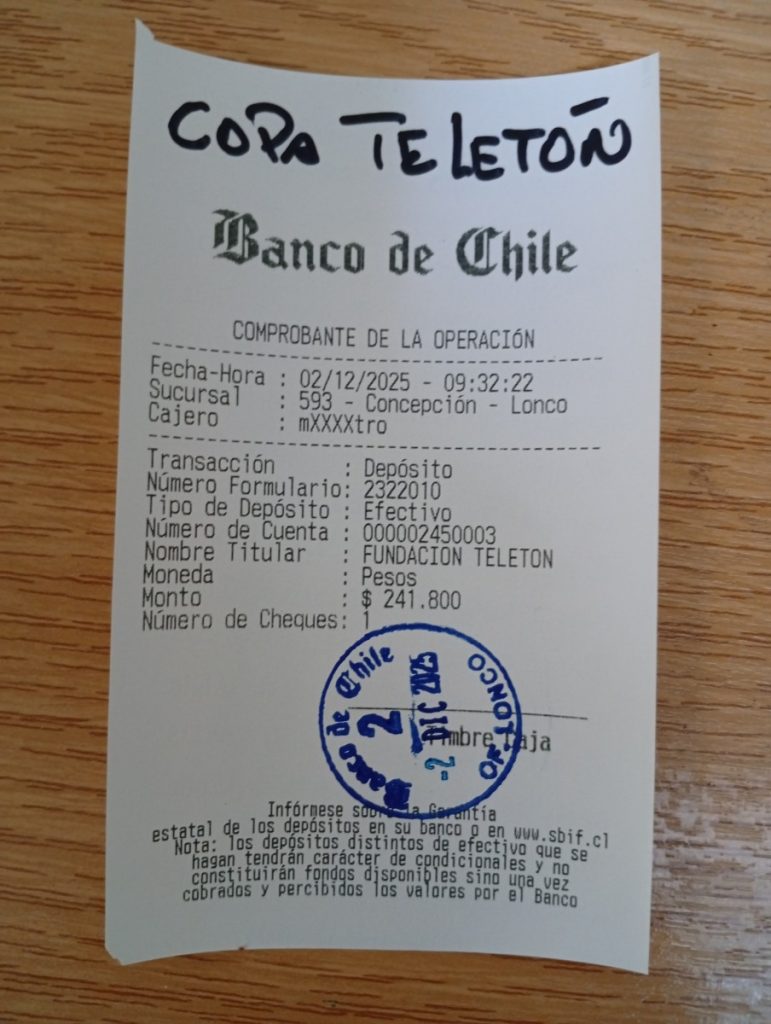 COPA TELETÓN
Banco de Chile
COMPROBANTE DE LA OPERACIÓN
Fecha-Hora : 02/12/2025 - 09:32:22
Sucursal : 593 - Concepción - Lonco
Cajero : mXXXXtro
Transacción : Depósito
Número Formulario: 2322010
Tipo de Depósito : Efectivo
Número de Cuenta : 000002450003
Nombre Titular : FUNDACION TELETON
Moneda : Pesos
Monto : $ 241.800
Número de Cheques: 1
Banco de Chile
2
2 DIC 2025
OF LONCO
Timbre Caja
Infórmese sobre la Garantía
estatal de los depósitos en su banco o en www.sbif.cl
Nota: los depósitos distintos de efectivo que se
hagan tendrán carácter de condicionales y no
constituirán fondos disponibles sino una vez
cobrados y percibidos los valores por el Banco